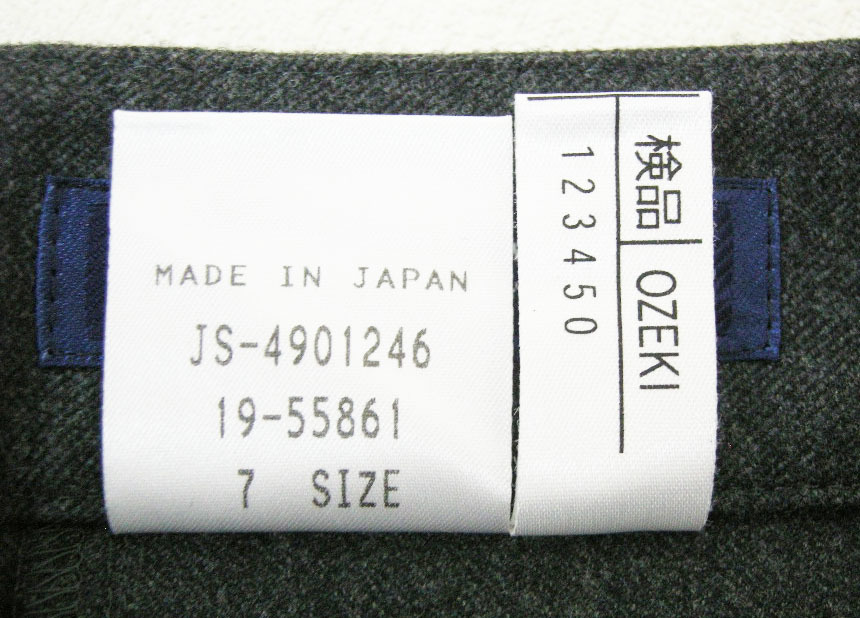 MADE IN JAPAN
JS-4901246
19-55861
7 SIZE
検品 OZEKI
123450